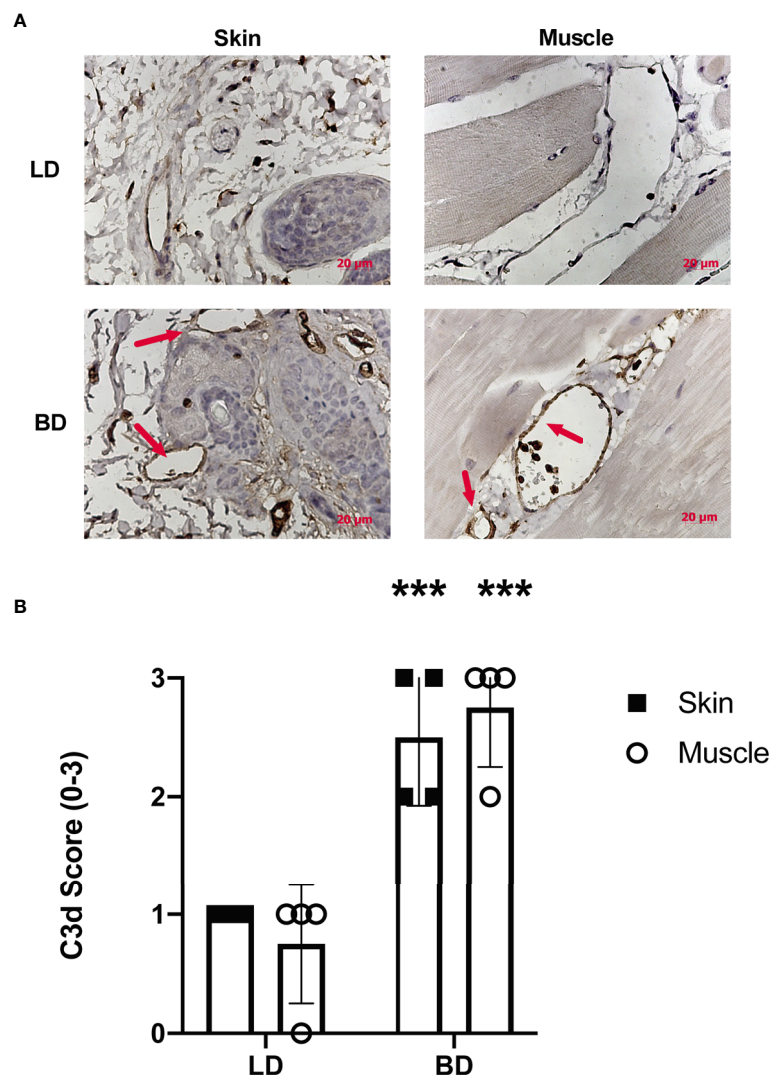 A
Skin
Muscle
LD
20 µm
20 µm
BD
20 µm
20 µm
B
*** ***
C3d Score (0-3)
3
2
1
0
LD
BD
Skin
Muscle